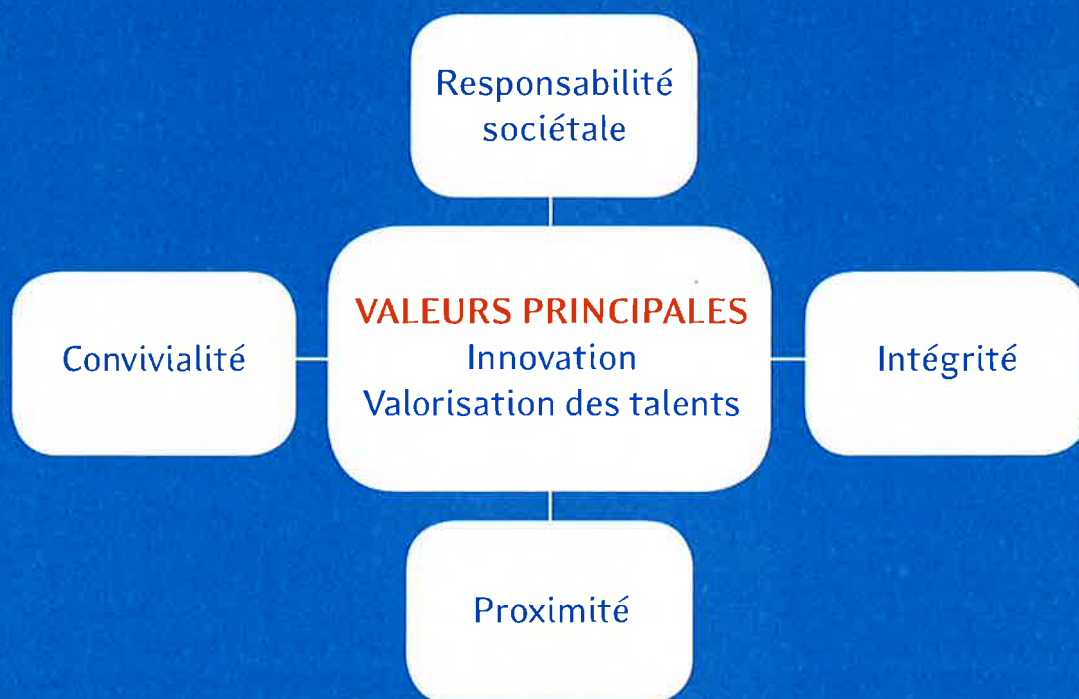 Responsabilité
sociétale
VALEURS PRINCIPALES
Innovation
Valorisation des talents
Convivialité
Intégrité
Proximité